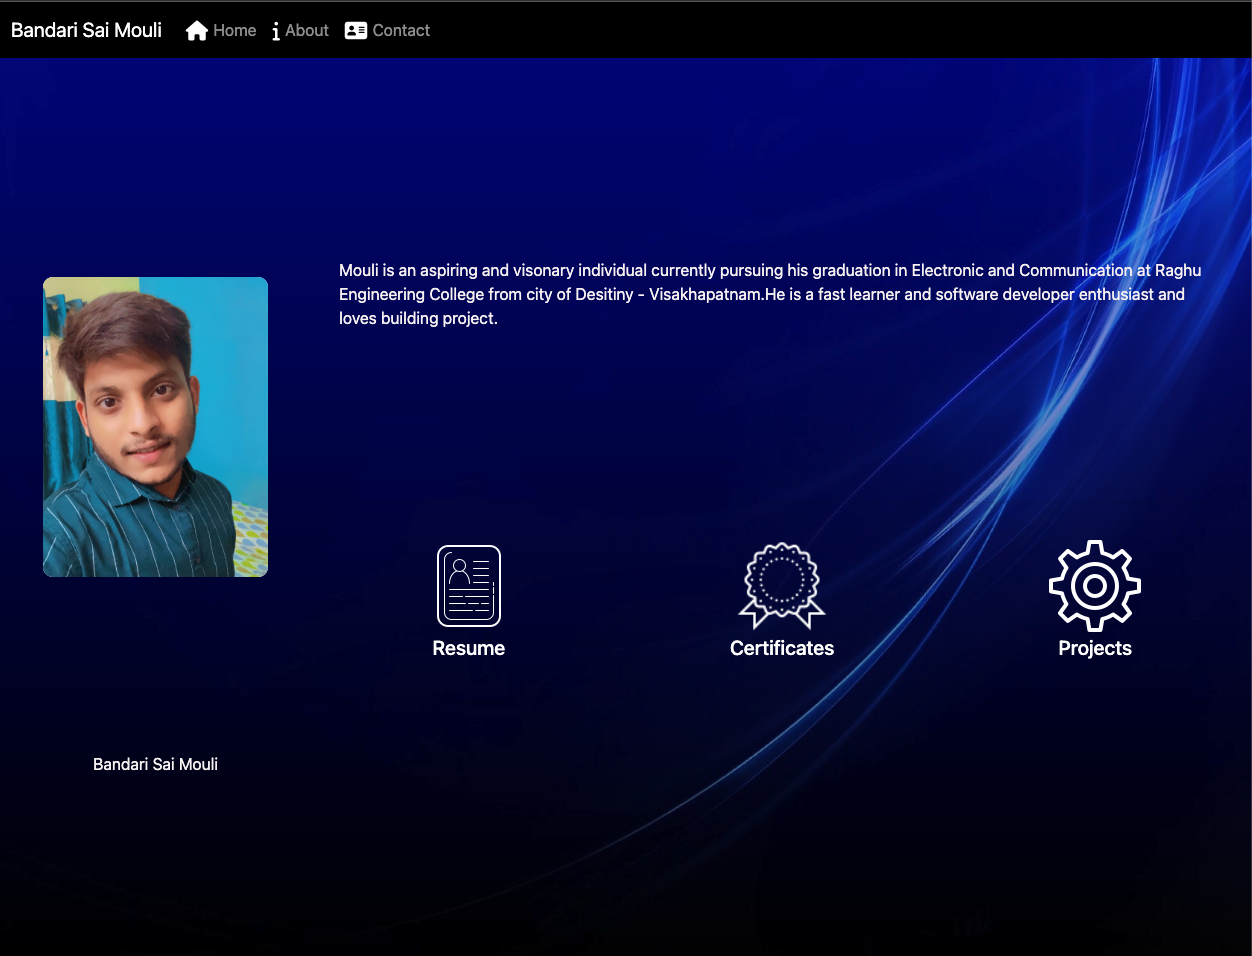 Bandari Sai Mouli Home About Contact
Mouli is an aspiring and visonary individual currently pursuing his graduation in Electronic and Communication at Raghu
Engineering College from city of Desitiny - Visakhapatnam.He is a fast learner and software developer enthusiast and
loves building project.
Resume Certificates Projects
Bandari Sai Mouli